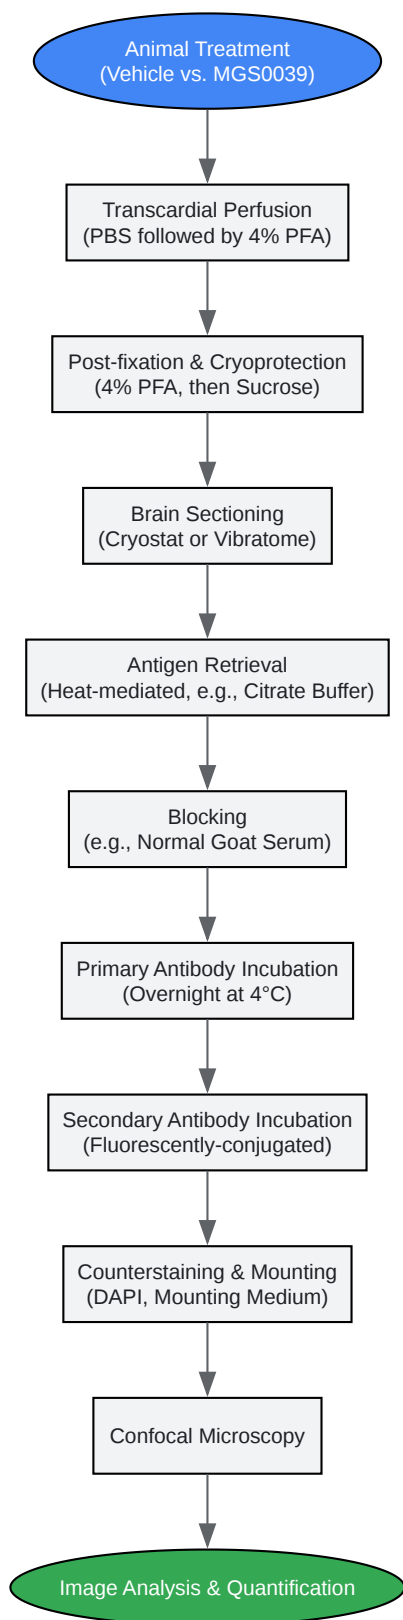 Animal Treatment
(Vehicle vs. MGS0039)
Transcardial Perfusion
(PBS followed by 4% PFA)
Post-fixation & Cryoprotection
(4% PFA, then Sucrose)
Brain Sectioning
(Cryostat or Vibratome)
Antigen Retrieval
(Heat-mediated, e.g., Citrate Buffer)
Blocking
(e.g., Normal Goat Serum)
Primary Antibody Incubation
(Overnight at 4°C)
Secondary Antibody Incubation
(Fluorescently-conjugated)
Counterstaining & Mounting
(DAPI, Mounting Medium)
Confocal Microscopy
Image Analysis & Quantification